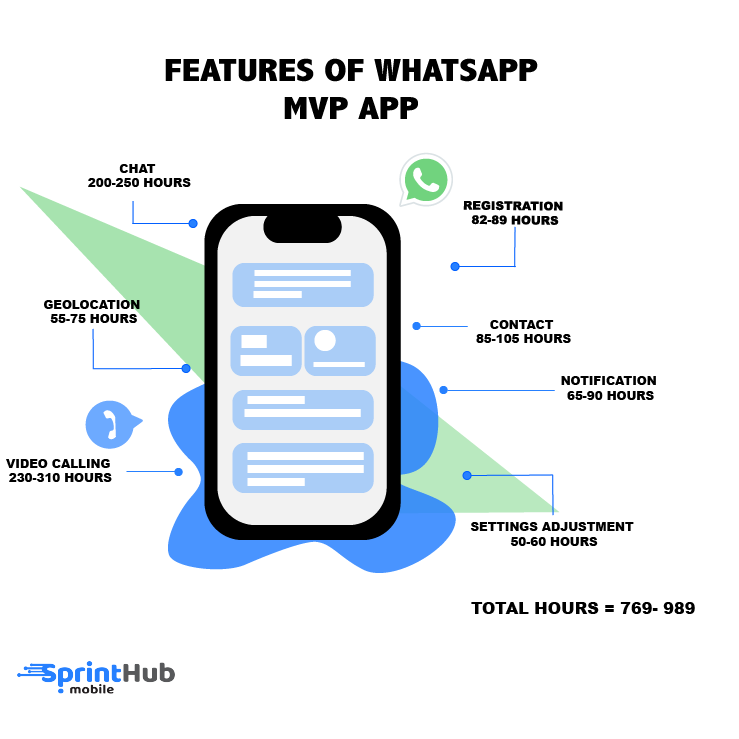 FEATURES OF WHATSAPP
MVP APP
CHAT
200-250 HOURS
REGISTRATION
82-89 HOURS
GEOLOCATION
55-75 HOURS
CONTACT
85-105 HOURS
NOTIFICATION
65-90 HOURS
VIDEO CALLING
230-310 HOURS
SETTINGS ADJUSTMENT
50-60 HOURS
TOTAL HOURS = 769- 989
SprintHub
mobile